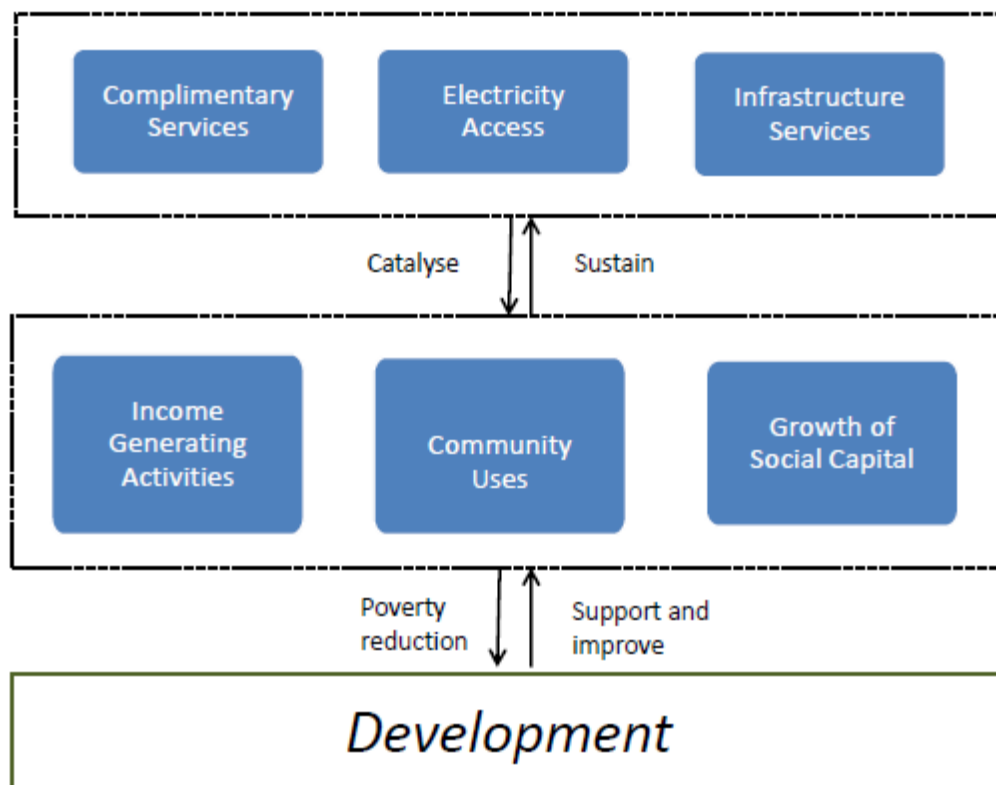 Complimentary
Services
Electricity
Access
Infrastructure
Services
Catalyse
Sustain
Income
Generating
Activities
Community
Uses
Growth of
Social Capital
Poverty
reduction
Support and
improve
Development